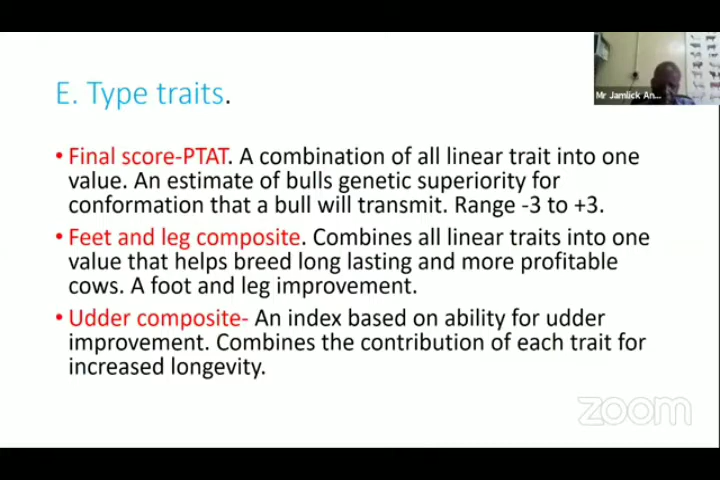 E. Type traits.
• Final score-PTAT. A combination of all linear trait into one
value. An estimate of bulls genetic superiority for
conformation that a bull will transmit. Range -3 to +3.
• Feet and leg composite. Combines all linear traits into one
value that helps breed long lasting and more profitable
cows. A foot and leg improvement.
• Udder composite- An index based on ability for udder
improvement. Combines the contribution of each trait for
increased longevity.
Mr Jamlick An...
zoom